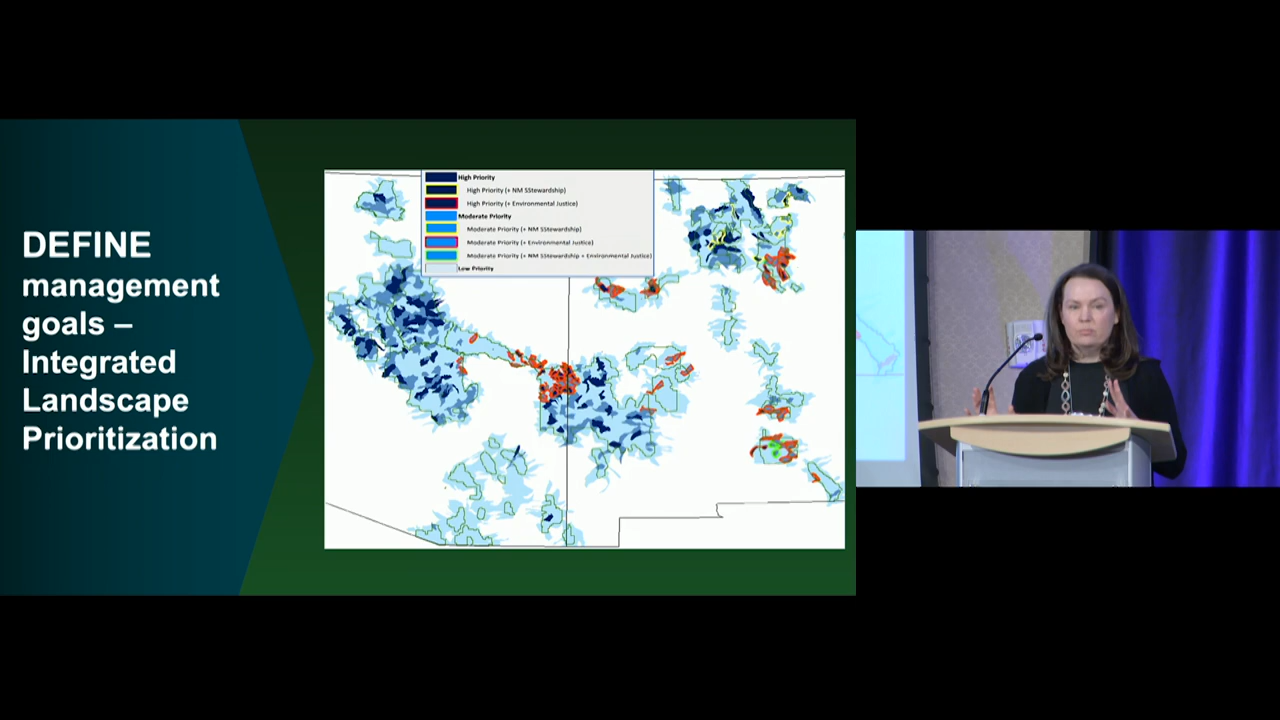 DEFINE
management
goals –
Integrated
Landscape
Prioritization
High Priority
High Priority (+ NM SStewardship)
High Priority (+ Environmental Justice)
Moderate Priority
Moderate Priority (+ NM SStewardship)
Moderate Priority (+ Environmental Justice)
Moderate Priority (+ NM SStewardship + Environmental Justice)
Low Priority